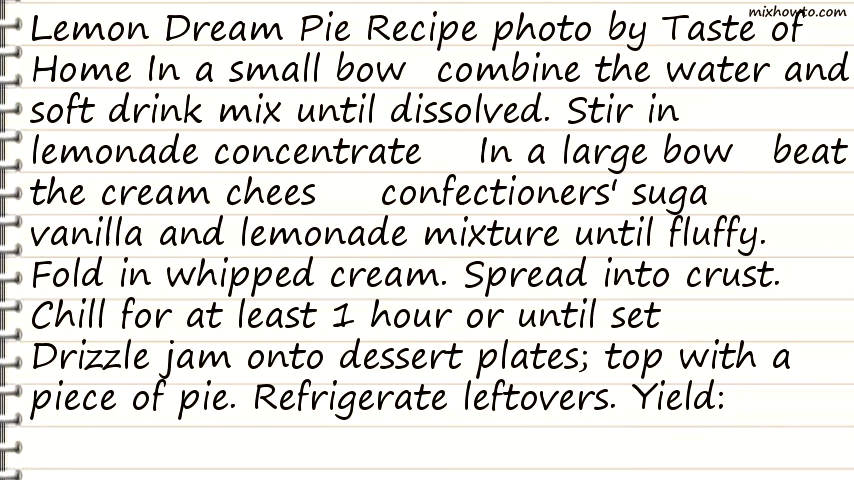 mixhowto.com
Lemon Dream Pie Recipe photo by Taste of
Home In a small bow combine the water and
soft drink mix until dissolved. Stir in
lemonade concentrate In a large bow beat
the cream chees confectioners' suga
vanilla and lemonade mixture until fluffy.
Fold in whipped cream. Spread into crust.
Chill for at least 1 hour or until set
Drizzle jam onto dessert plates; top with a
piece of pie. Refrigerate leftovers. Yield: